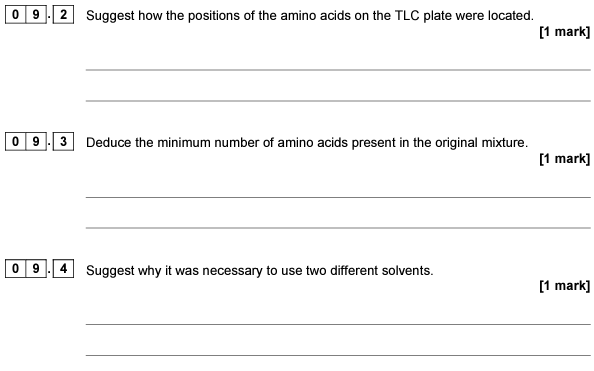 0 9 . 2 Suggest how the positions of the amino acids on the TLC plate were located.
[1 mark]
0 9 . 3 Deduce the minimum number of amino acids present in the original mixture.
[1 mark]
0 9 . 4 Suggest why it was necessary to use two different solvents.
[1 mark]